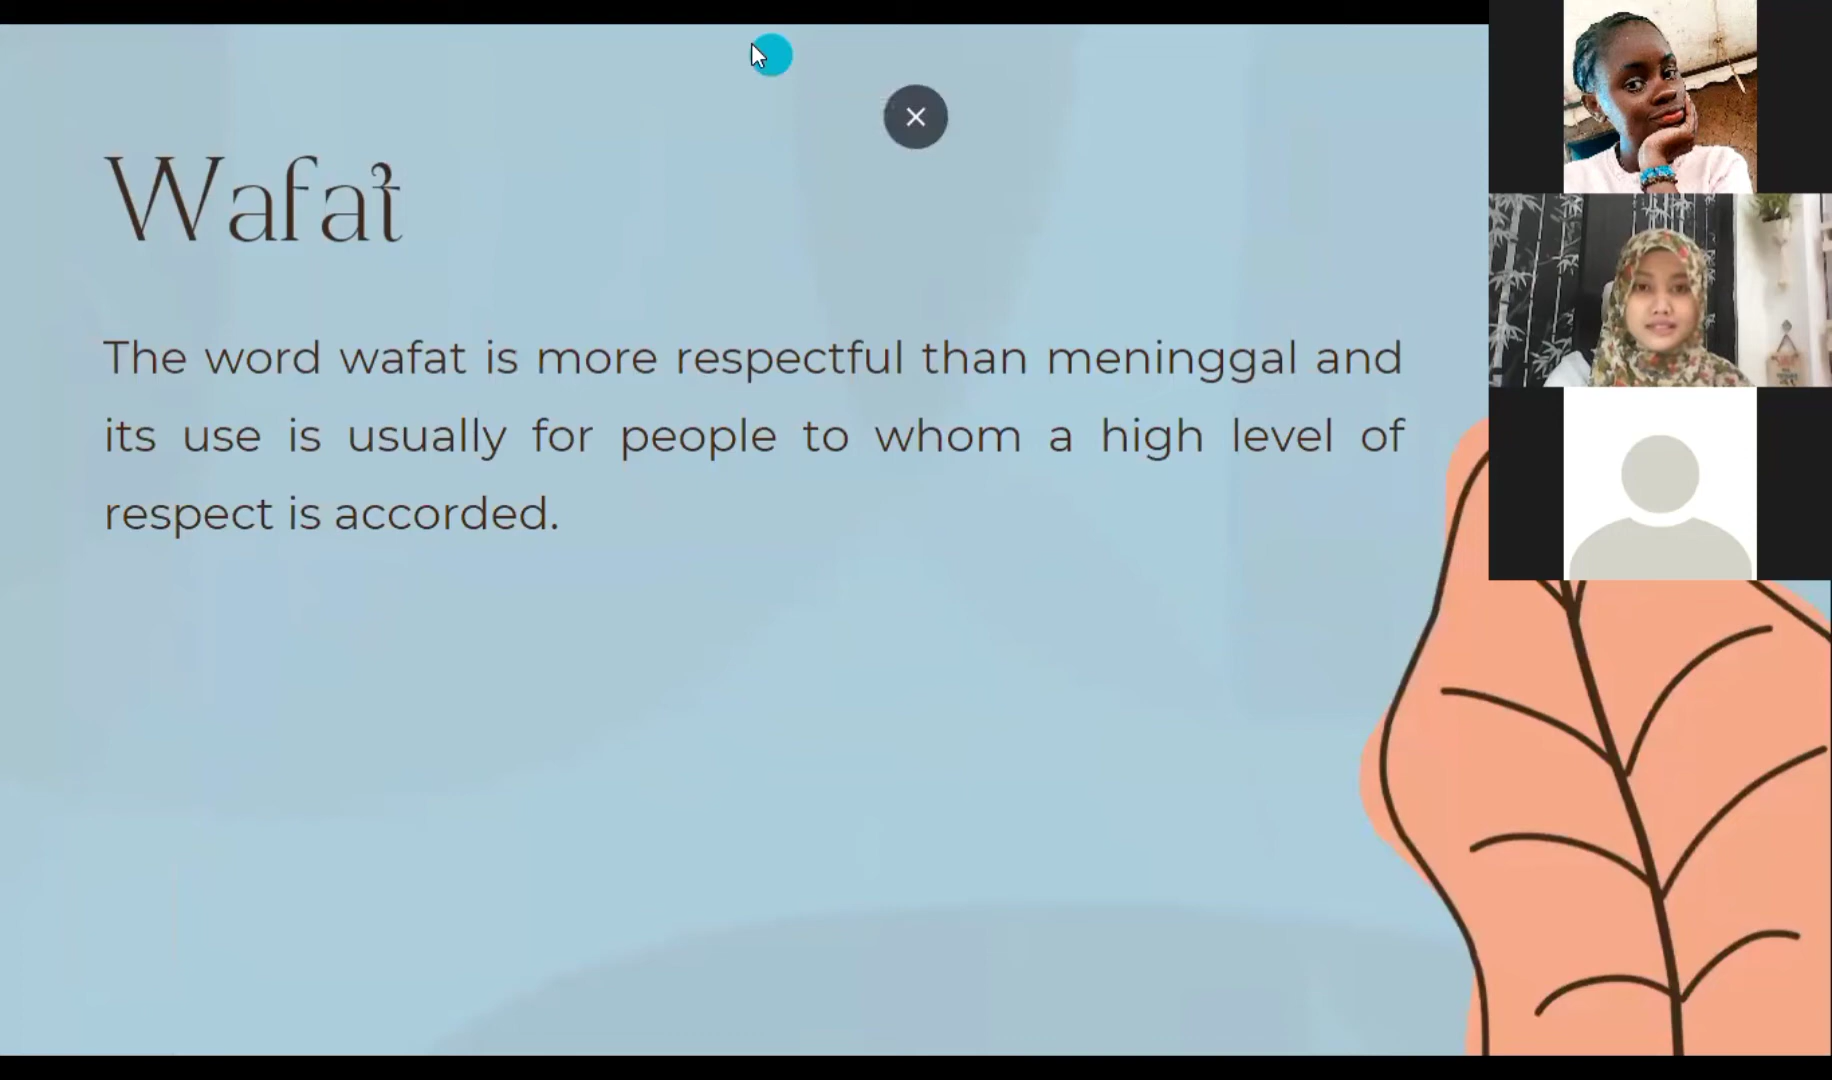 Wafat
The word wafat is more respectful than meninggal and
its use is usually for people to whom a high level of
respect is accorded.